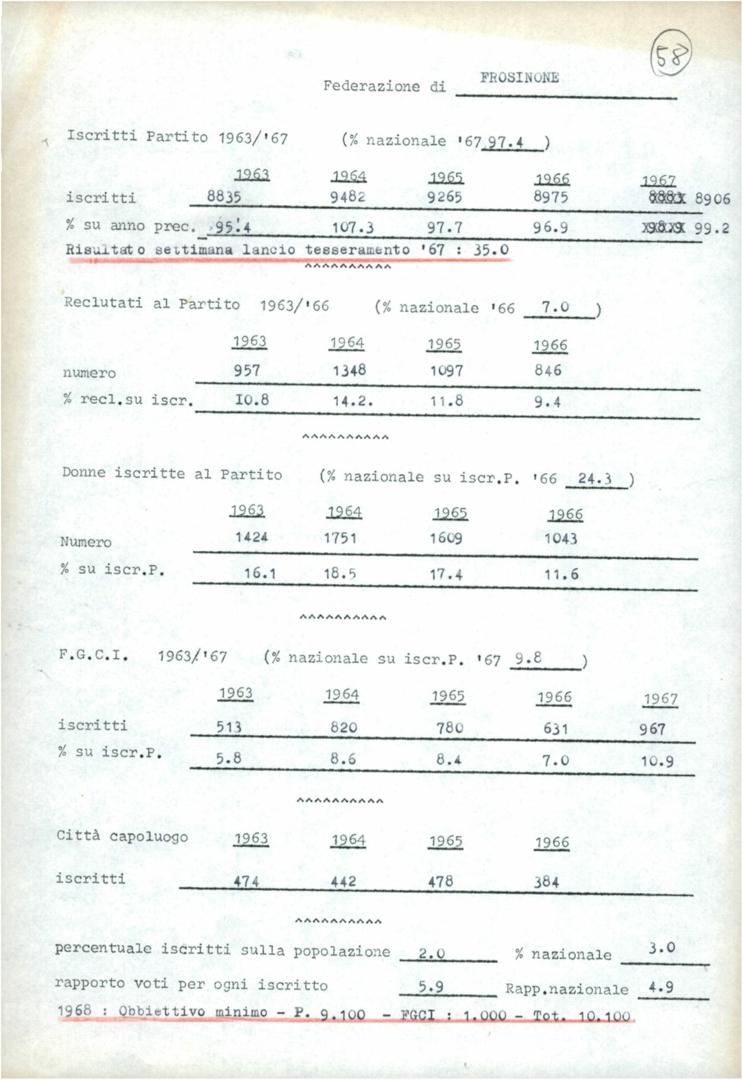 58
Federazione di FROSINONE
Iscritti Partito 1963/'67 (% nazionale '67 97.4 )
1963 1964 1965 1966 1967
iscritti 8835 9482 9265 8975 8906
% su anno prec. 95.4 107.3 97.7 96.9 99.2
Risultato settimana lancio tesseramento '67 : 35.0
^^^^^^^^^^
Reclutati al Partito 1963/'66 (% nazionale '66 7.0 )
1963 1964 1965 1966
numero 957 1348 1097 846
% recl.su iscr. I0.8 14.2. 11.8 9.4
^^^^^^^^^^
Donne iscritte al Partito (% nazionale su iscr.P. '66 24.3 )
1963 1964 1965 1966
Numero 1424 1751 1609 1043
% su iscr.P. 16.1 18.5 17.4 11.6
^^^^^^^^^^
F.G.C.I. 1963/'67 (% nazionale su iscr.P. '67 9.8 )
1963 1964 1965 1966 1967
iscritti 513 820 780 631 967
% su iscr.P. 5.8 8.6 8.4 7.0 10.9
^^^^^^^^^^
Città capoluogo 1963 1964 1965 1966
iscritti 474 442 478 384
^^^^^^^^^^
percentuale iscritti sulla popolazione 2.0 % nazionale 3.0
rapporto voti per ogni iscritto 5.9 Rapp.nazionale 4.9
1968 : Obbiettivo minimo - P. 9.100 - FGCI : 1.000 - Tot. 10.100